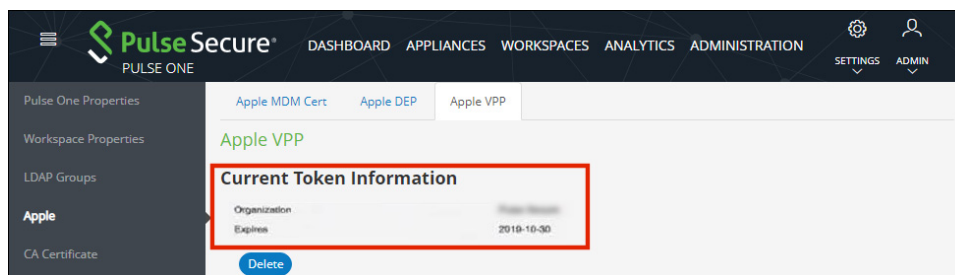 Pulse Secure®
PULSE ONE
DASHBOARD APPLIANCES WORKSPACES ANALYTICS ADMINISTRATION
SETTINGS ADMIN
Pulse One Properties
Workspace Properties
LDAP Groups
Apple
CA Certificate
Apple MDM Cert Apple DEP Apple VPP
Apple VPP
Current Token Information
Organization
Expires 2019-10-30
Delete